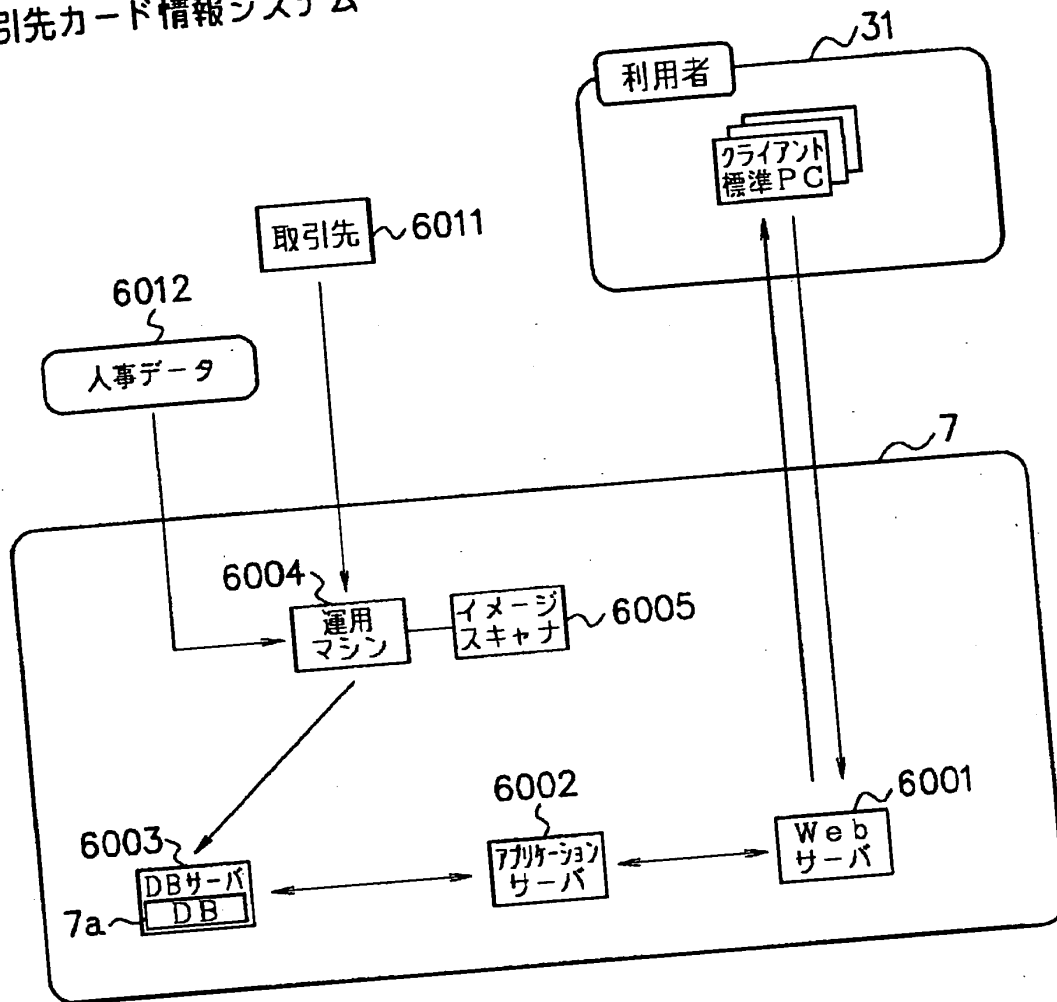 引先カード情報システム
31
利用者
クライアント
標準PC
取引先
6011
6012
人事データ
7
6004
運用
マシン
イメージ
スキャナ
6005
6002
6001
6003
アプリケーション
サーバ
Web
サーバ
DBサーバ
DB
7a